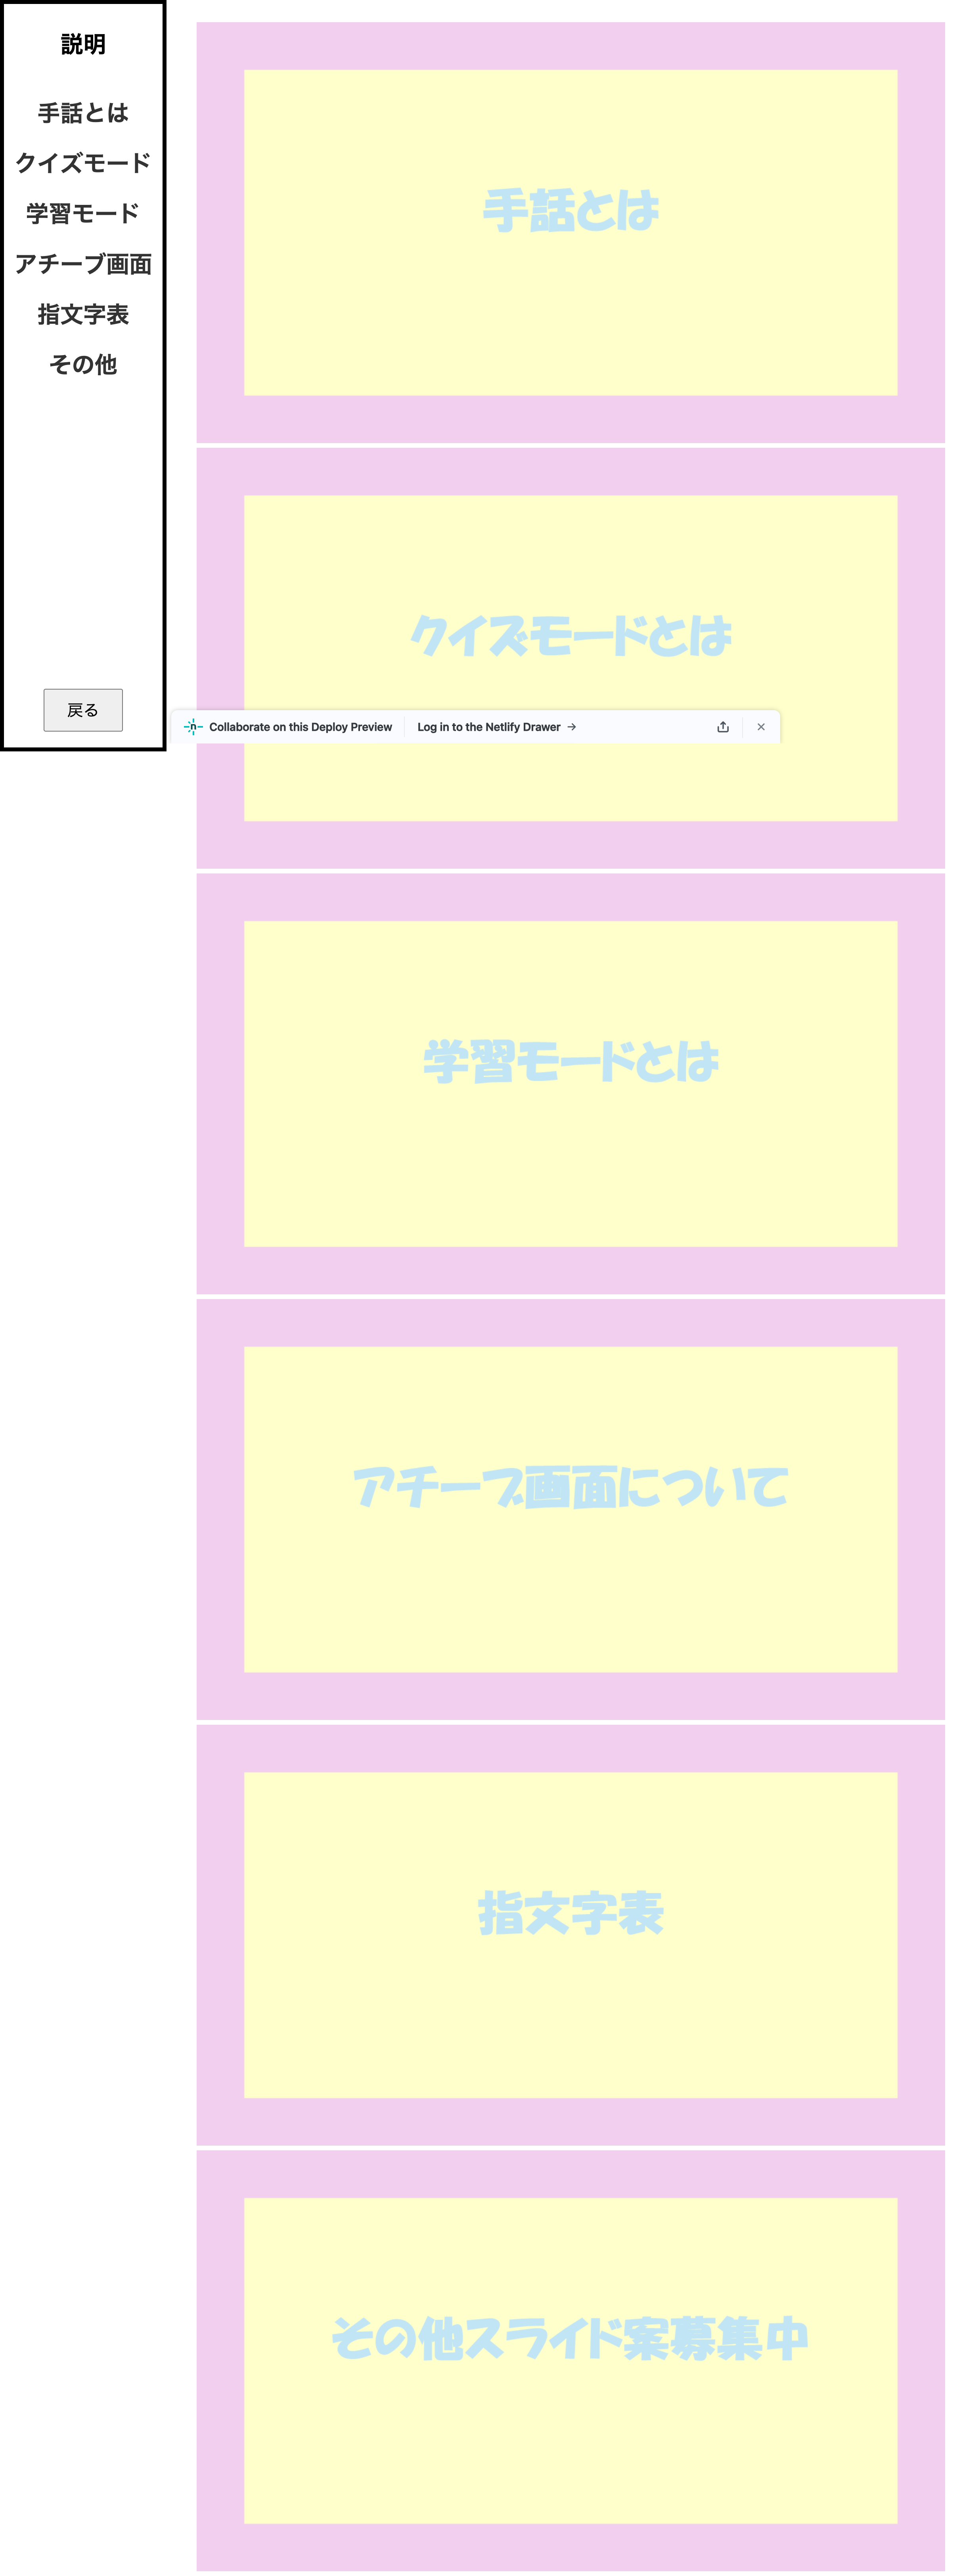 説明
手話とは
クイズモード
学習モード
アチーブ画面
指文字表
その他
戻る
手話とは
クイズモードとは
Collaborate on this Deploy Preview
Log in to the Netlify Drawer →
学習モードとは
アチーブ画面について
指文字表
その他スライド案募集中